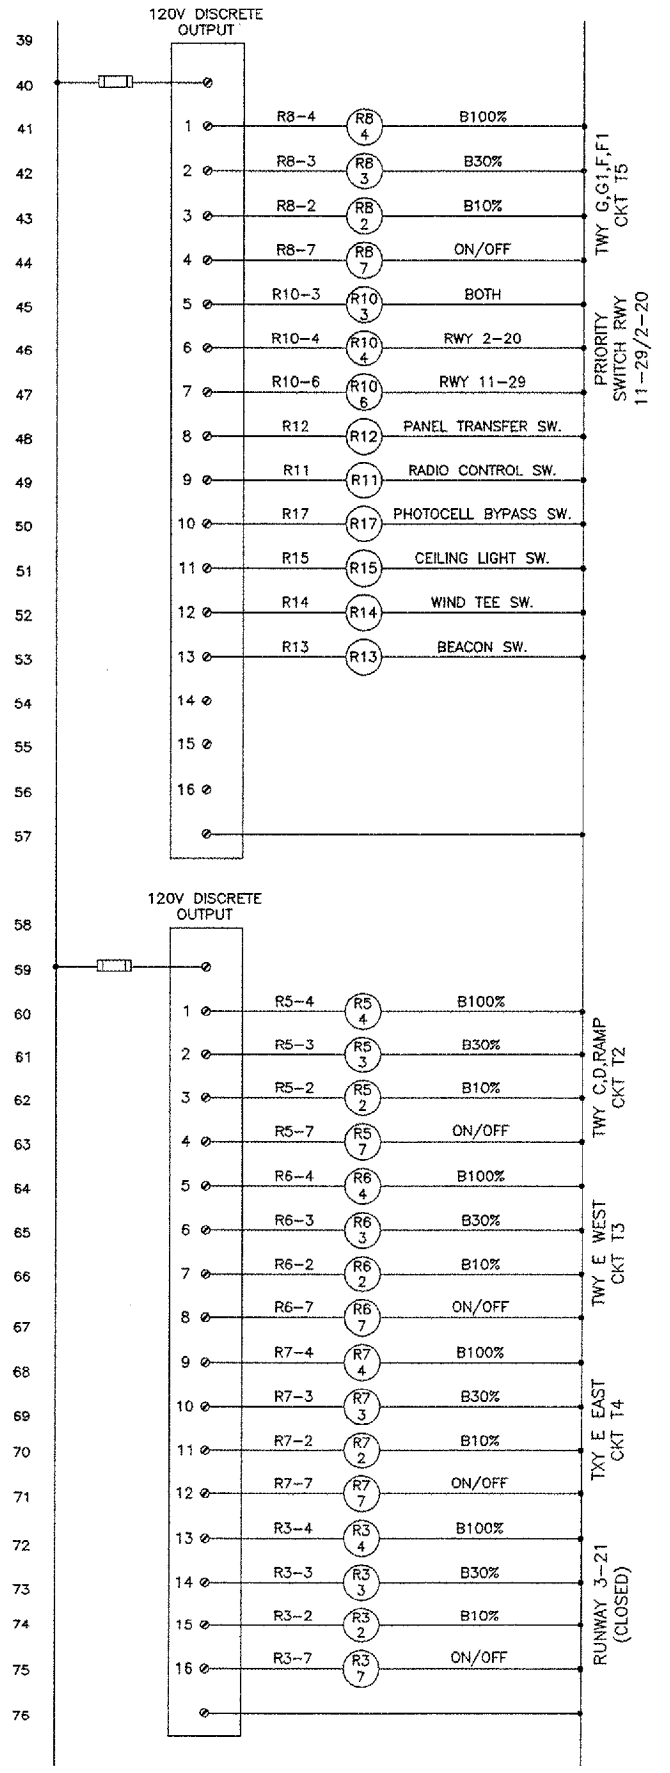 120V DISCRETE
OUTPUT
39
40
41 1 R8-4 R8 4 B100%
42 2 R8-3 R8 3 B30%
43 3 R8-2 R8 2 B10%
44 4 R8-7 R8 7 ON/OFF
TWY G,G1,F,F1
CKT T5
45 5 R10-3 R10 3 BOTH
46 6 R10-4 R10 4 RWY 2-20
47 7 R10-6 R10 6 RWY 11-29
PRIORITY
SWITCH RWY
11-29/2-20
48 8 R12 R12 PANEL TRANSFER SW.
49 9 R11 R11 RADIO CONTROL SW.
50 10 R17 R17 PHOTOCELL BYPASS SW.
51 11 R15 R15 CEILING LIGHT SW.
52 12 R14 R14 WIND TEE SW.
53 13 R13 R13 BEACON SW.
54 14
55 15
56 16
57
120V DISCRETE
OUTPUT
58
59
60 1 R5-4 R5 4 B100%
61 2 R5-3 R5 3 B30%
62 3 R5-2 R5 2 B10%
63 4 R5-7 R5 7 ON/OFF
TWY C,D,RAMP
CKT T2
64 5 R6-4 R6 4 B100%
65 6 R6-3 R6 3 B30%
66 7 R6-2 R6 2 B10%
67 8 R6-7 R6 7 ON/OFF
TWY E WEST
CKT T3
68 9 R7-4 R7 4 B100%
69 10 R7-3 R7 3 B30%
70 11 R7-2 R7 2 B10%
71 12 R7-7 R7 7 ON/OFF
TXY E EAST
CKT T4
72 13 R3-4 R3 4 B100%
73 14 R3-3 R3 3 B30%
74 15 R3-2 R3 2 B10%
75 16 R3-7 R3 7 ON/OFF
RUNWAY 3-21
(CLOSED)
76